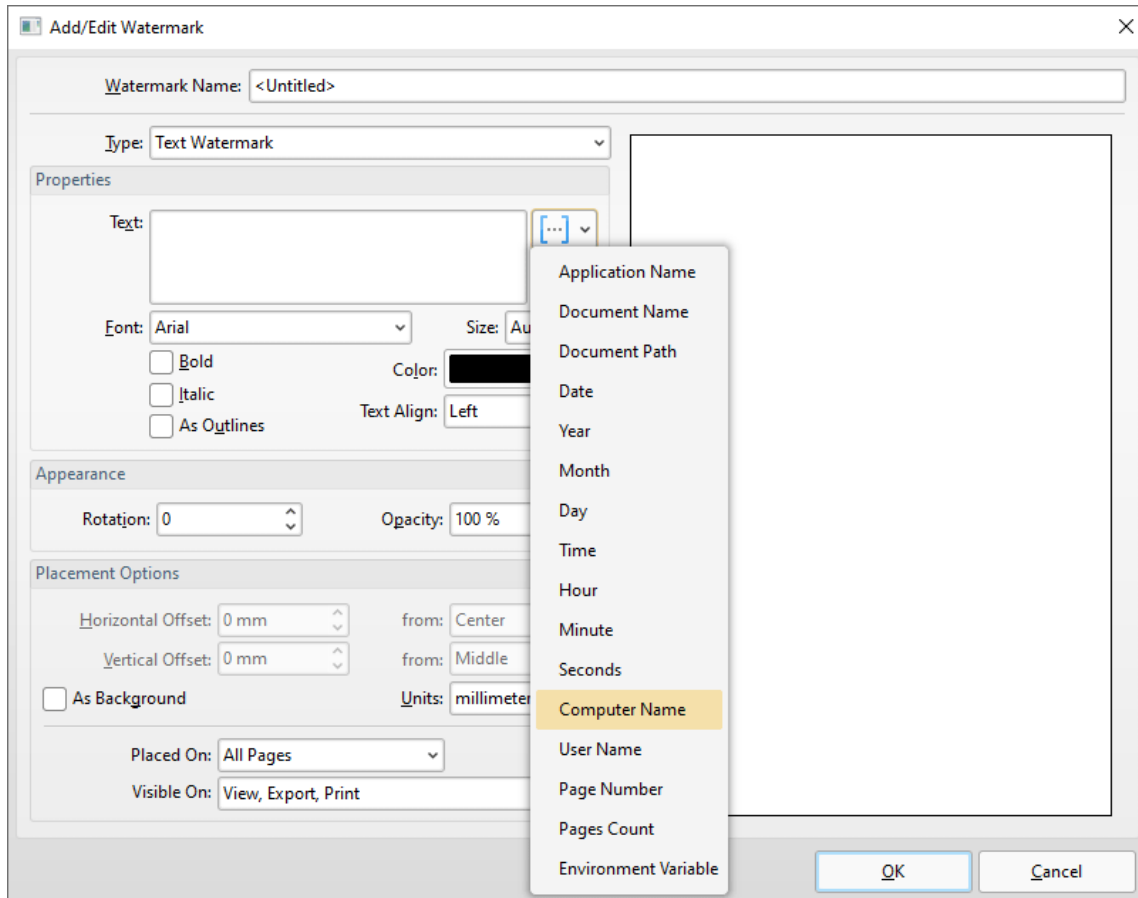 Add/Edit Watermark
Watermark Name: <Untitled>
Type: Text Watermark
Properties
Text:
Font: Arial
Size: Au
Bold
Color:
Italic
Text Align: Left
As Outlines
Appearance
Rotation: 0
Opacity: 100 %
Placement Options
Horizontal Offset: 0 mm
from: Center
Vertical Offset: 0 mm
from: Middle
As Background
Units: millimeter
Placed On: All Pages
Visible On: View, Export, Print
Application Name
Document Name
Document Path
Date
Year
Month
Day
Time
Hour
Minute
Seconds
Computer Name
User Name
Page Number
Pages Count
Environment Variable
OK
Cancel